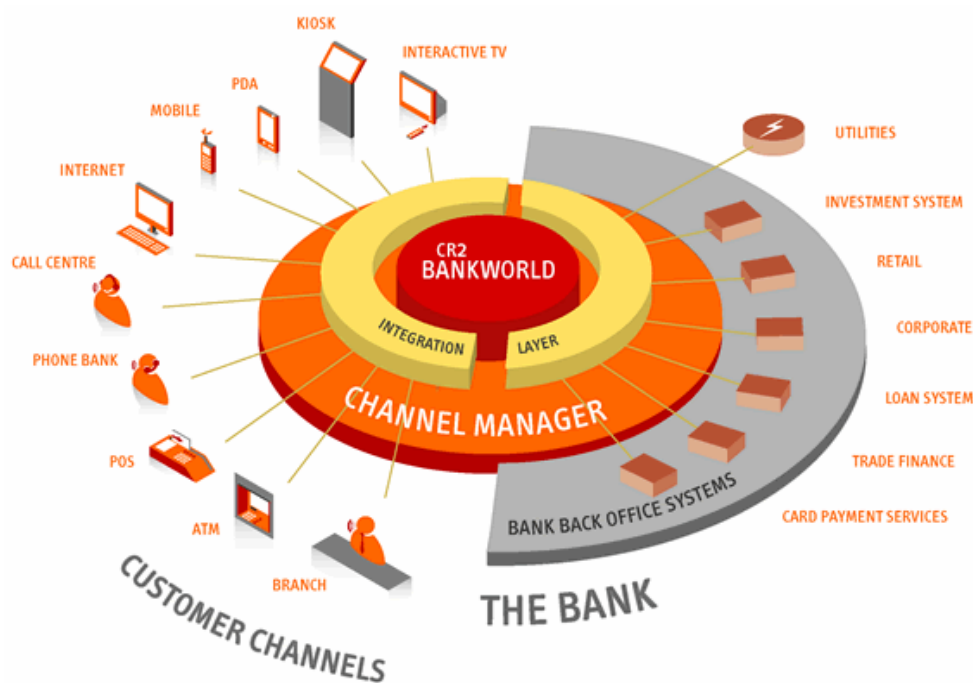 KIOSK
INTERACTIVE TV
PDA
MOBILE
INTERNET
CALL CENTRE
PHONE BANK
POS
ATM
BRANCH
CUSTOMER CHANNELS
CR2
BANKWORLD
INTEGRATION
LAYER
CHANNEL MANAGER
UTILITIES
INVESTMENT SYSTEM
RETAIL
CORPORATE
LOAN SYSTEM
TRADE FINANCE
CARD PAYMENT SERVICES
BANK BACK OFFICE SYSTEMS
THE BANK